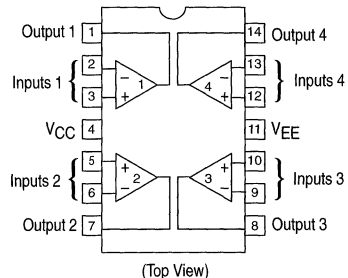 Output 1 1 14 Output 4
Inputs 1 2 − 1 4 − 13 Inputs 4
3 + + 12
VCC 4 11 VEE
Inputs 2 5 + 2 3 + 10 Inputs 3
6 − − 9
Output 2 7 8 Output 3
(Top View)